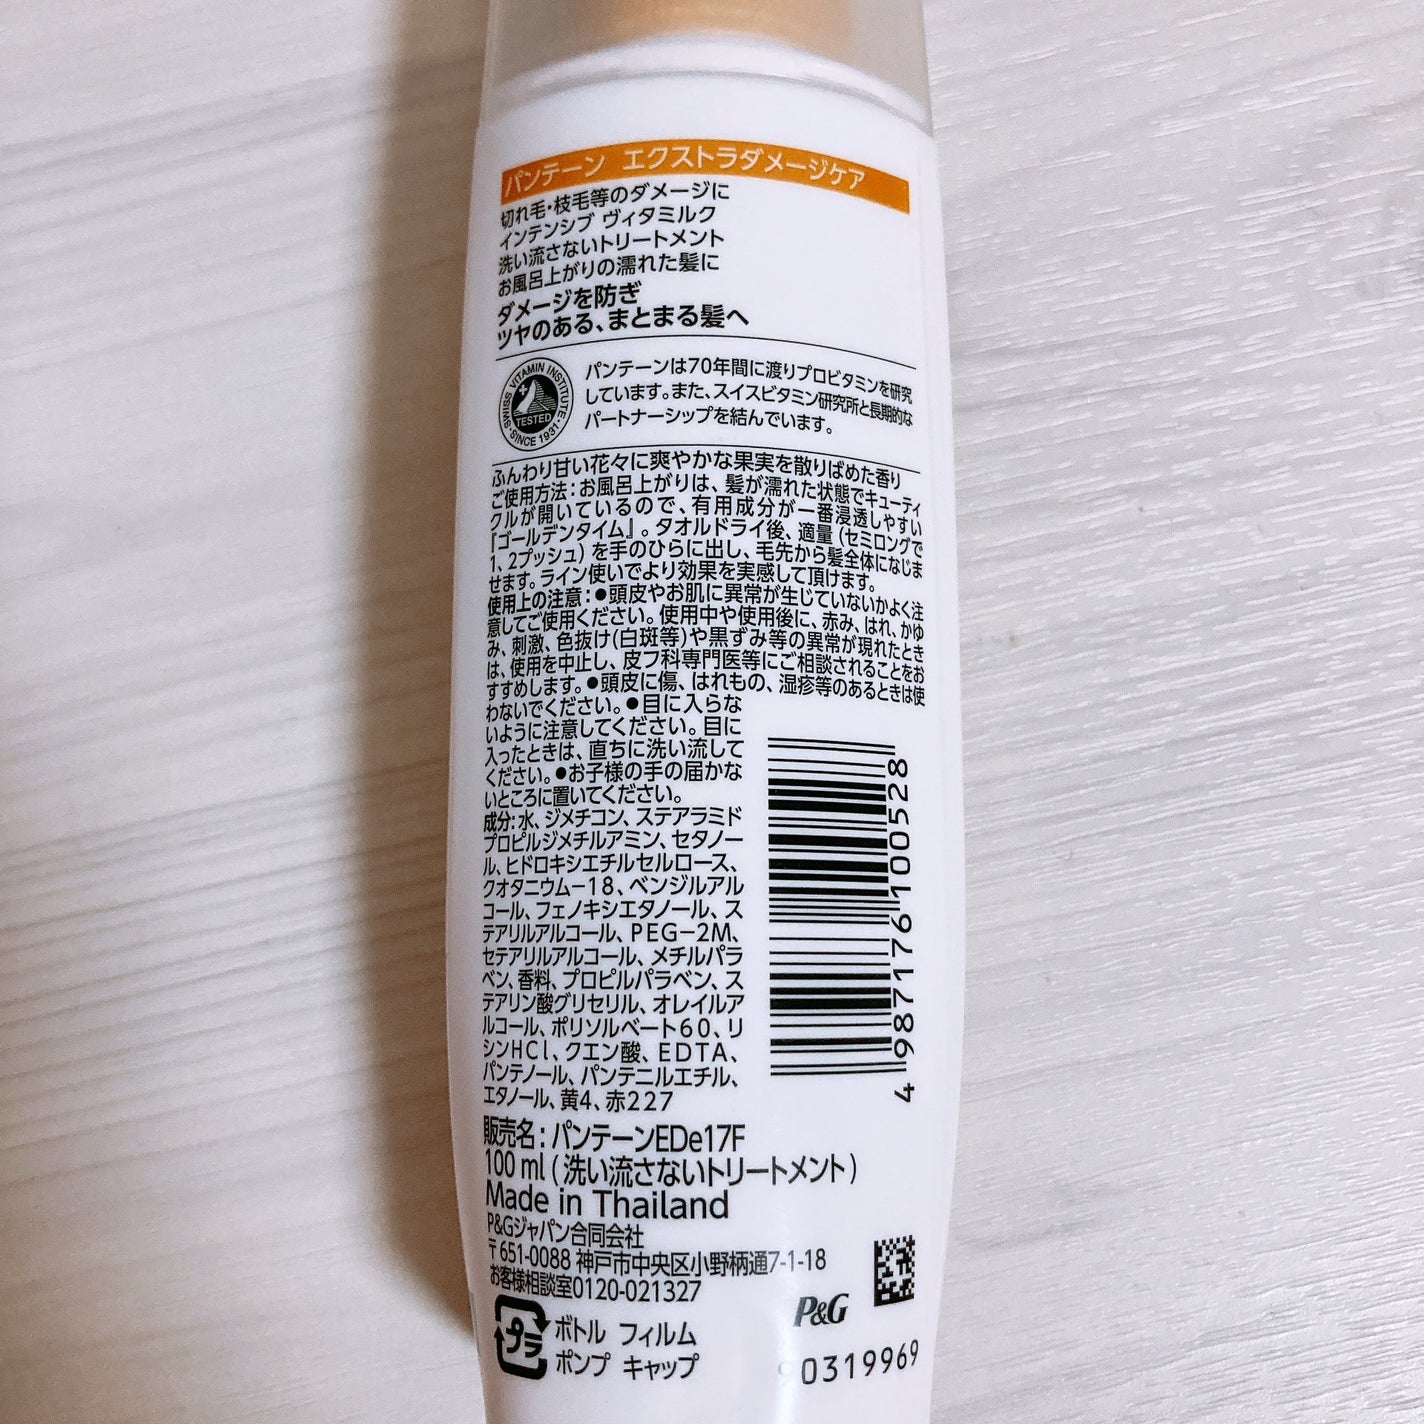 パンテーン エクストラダメージケア
切れ毛・枝毛等のダメージに
インテンシブ ヴィタミルク
洗い流さないトリートメント
お風呂上がりの濡れた髪に
ダメージを防ぎ
ツヤのある、まとまる髪へ
SWISS VITAMIN INSTITUTE
TESTED
SINCE 1931
パンテーンは70年間に渡りプロビタミンを研究
しています。また、スイスビタミン研究所と長期的な
パートナーシップを結んでいます。
ふんわり甘い花々に爽やかな果実を散りばめた香り
ご使用方法：お風呂上がりは、髪が濡れた状態でキューティ
クルが開いているので、有用成分が一番浸透しやすい
『ゴールデンタイム』。タオルドライ後、適量（セミロングで
1、2プッシュ）を手のひらに出し、毛先から髪全体になじま
せます。ライン使いでより効果を実感して頂けます。
使用上の注意：●頭皮やお肌に異常が生じていないかよく注
意してご使用ください。使用中や使用後に、赤み、はれ、かゆ
み、刺激、色抜け(白斑等)や黒ずみ等の異常が現れたとき
は、使用を中止し、皮フ科専門医等にご相談されることをお
すすめします。●頭皮に傷、はれもの、湿疹等のあるときは使
わないでください。●目に入らな
いように注意してください。目に
入ったときは、直ちに洗い流して
ください。●お子様の手の届かな
いところに置いてください。
成分：水、ジメチコン、ステアラミド
プロピルジメチルアミン、セタノー
ル、ヒドロキシエチルセルロース、
クオタニウム-18、ベンジルアル
コール、フェノキシエタノール、ス
テアリルアルコール、PEG-2M、
セテアリルアルコール、メチルパラ
ベン、香料、プロピルパラベン、ス
テアリン酸グリセリル、オレイルア
ルコール、ポリソルベート60、リ
シンHCl、クエン酸、EDTA、
パンテノール、パンテニルエチル、
エタノール、黄4、赤227
4 987176 100528
販売名：パンテーンEDe17F
100 ml (洗い流さないトリートメント)
Made in Thailand
P&Gジャパン合同会社
〒651-0088 神戸市中央区小野柄通7-1-18
お客様相談室0120-021327
プラ
ボトル フィルム
ポンプ キャップ
P&G
90319969